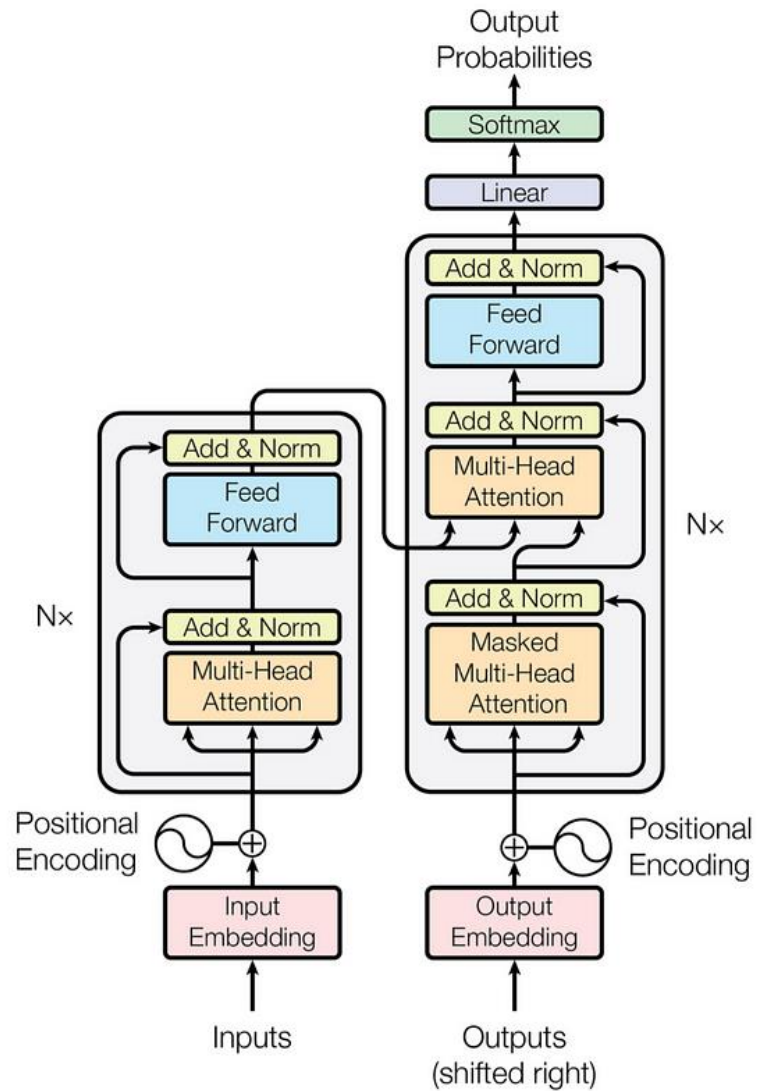 Output
Probabilities
Softmax
Linear
Add & Norm
Feed
Forward
Add & Norm
Multi-Head
Attention
Nx
Add & Norm
Masked
Multi-Head
Attention
Add & Norm
Feed
Forward
Nx
Add & Norm
Multi-Head
Attention
Positional
Encoding
Positional
Encoding
Input
Embedding
Output
Embedding
Inputs
Outputs
(shifted right)